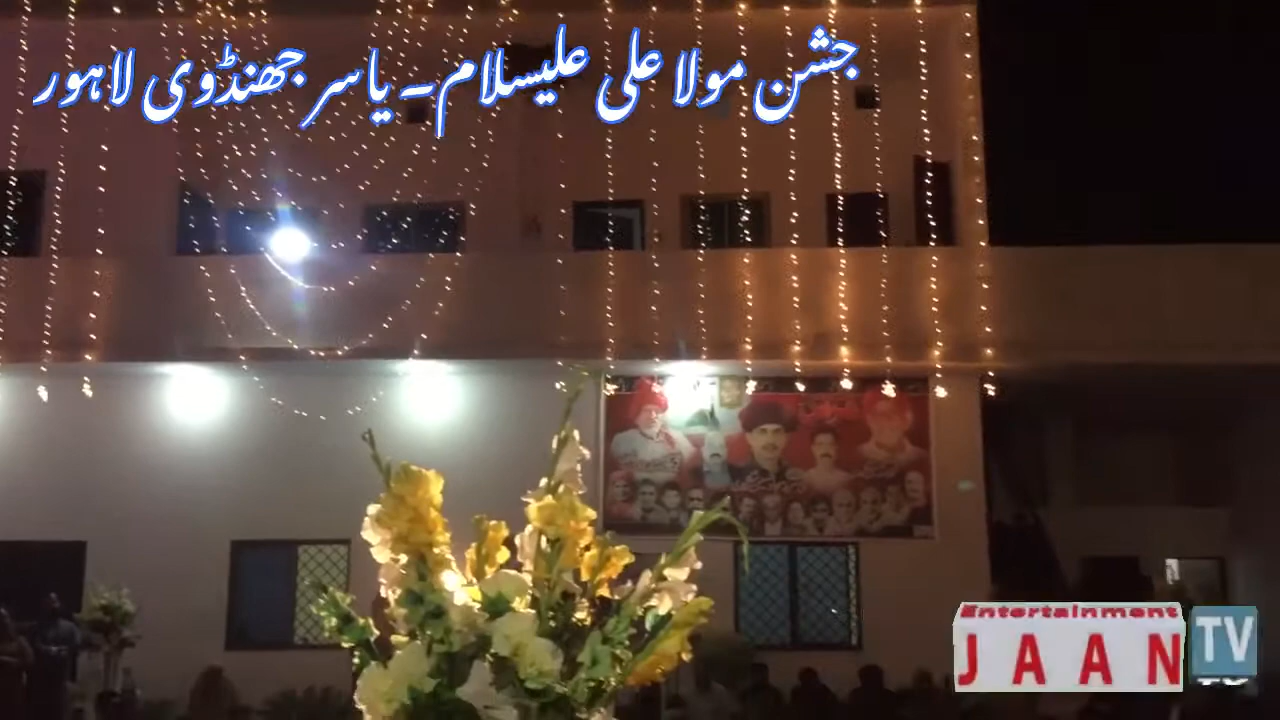 جشن مولا علی علیسلام۔ یاسر جھنڈوی لاہور
Entertainment
JAAN TV